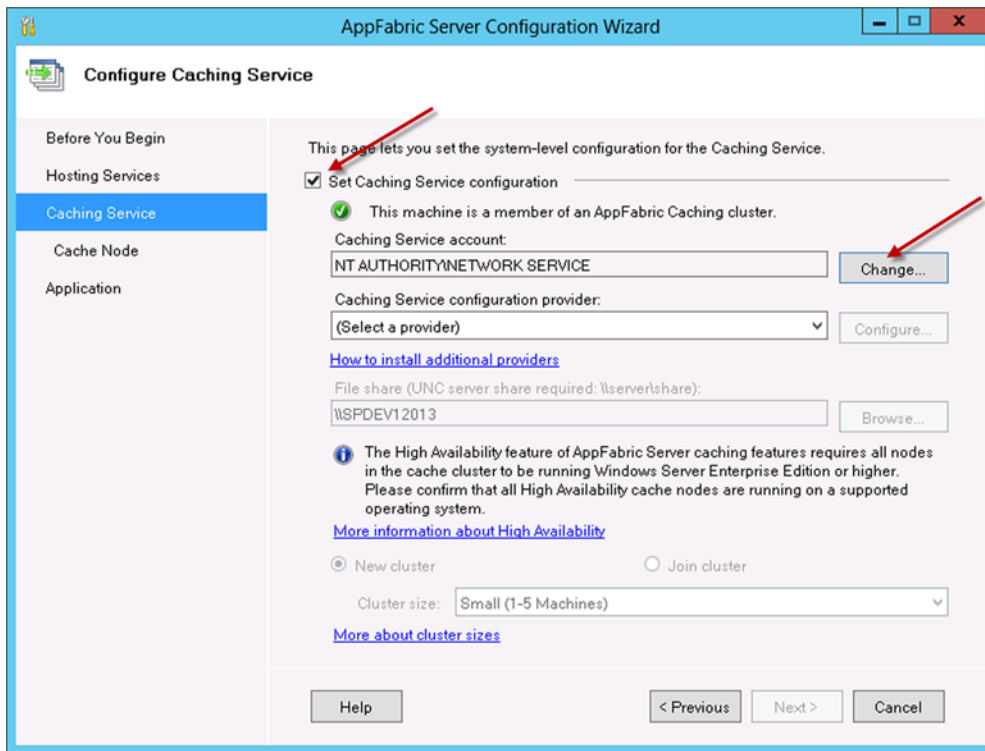 AppFabric Server Configuration Wizard
Configure Caching Service
Before You Begin
Hosting Services
Caching Service
Cache Node
Application
This page lets you set the system-level configuration for the Caching Service.
Set Caching Service configuration
This machine is a member of an AppFabric Caching cluster.
Caching Service account:
NT AUTHORITY\NETWORK SERVICE
Change...
Caching Service configuration provider:
(Select a provider)
Configure...
How to install additional providers
File share (UNC server share required: \\server\share):
\\SPDEV12013
Browse...
The High Availability feature of AppFabric Server caching features requires all nodes
in the cache cluster to be running Windows Server Enterprise Edition or higher.
Please confirm that all High Availability cache nodes are running on a supported
operating system.
More information about High Availability
New cluster
Join cluster
Cluster size:
Small (1-5 Machines)
More about cluster sizes
Help
< Previous
Next >
Cancel